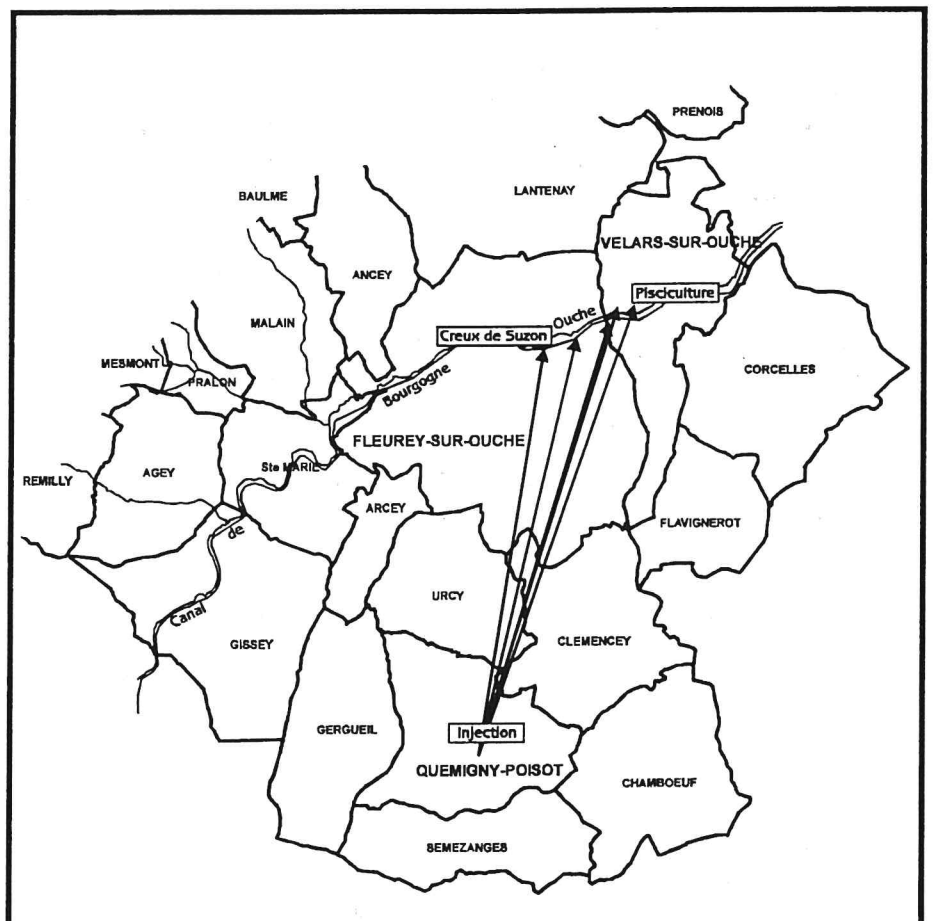 PRENOIS
BAULME
LANTENAY
VELARS-SUR-OUCHE
ANCEY
Pisciculture
MALAIN
Ouche
Creux de Suzon
MESMONT
PRALON
Bourgogne
CORCELLES
FLEUREY-SUR-OUCHE
Ste MARIE
AGEY
REMILLY
ARCEY
FLAVIGNEROT
de
URCY
Canal
CLEMENCEY
GISSEY
GERGUEIL
Injection
QUEMIGNY-POISOT
CHAMBOEUF
SEMEZANGES